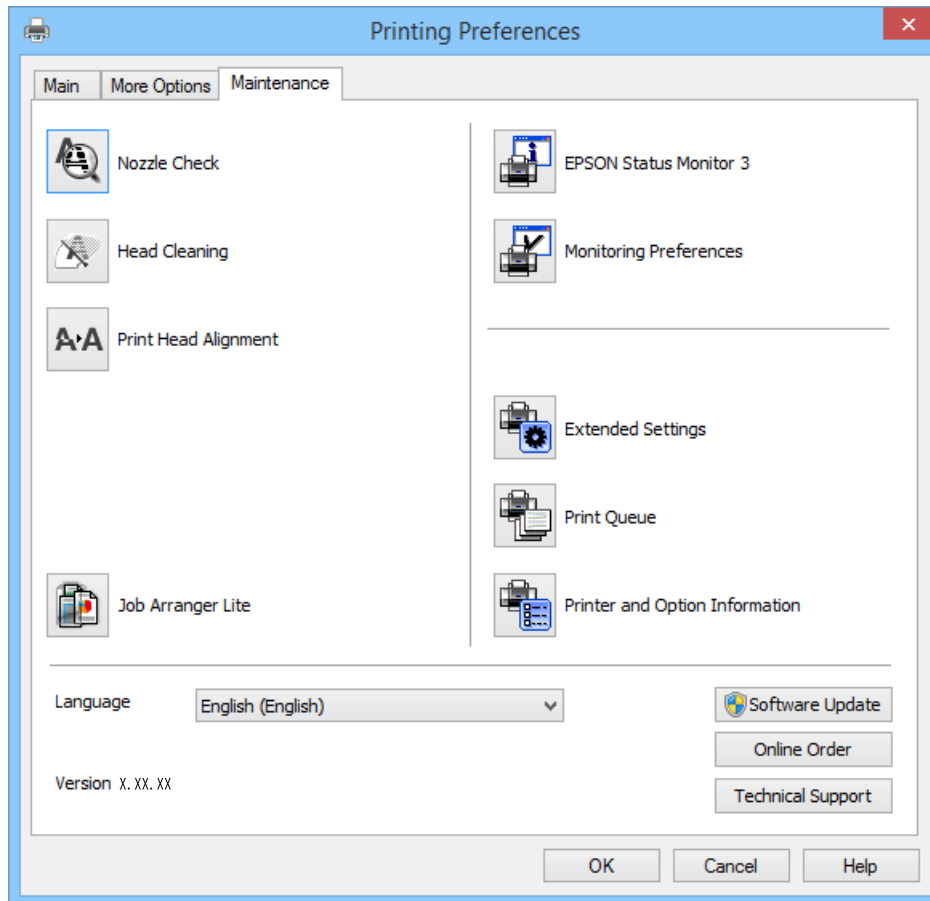 Printing Preferences
Main
More Options
Maintenance
Nozzle Check
Head Cleaning
Print Head Alignment
Job Arranger Lite
EPSON Status Monitor 3
Monitoring Preferences
Extended Settings
Print Queue
Printer and Option Information
Language
English (English)
Version X.XX.XX
Software Update
Online Order
Technical Support
OK
Cancel
Help